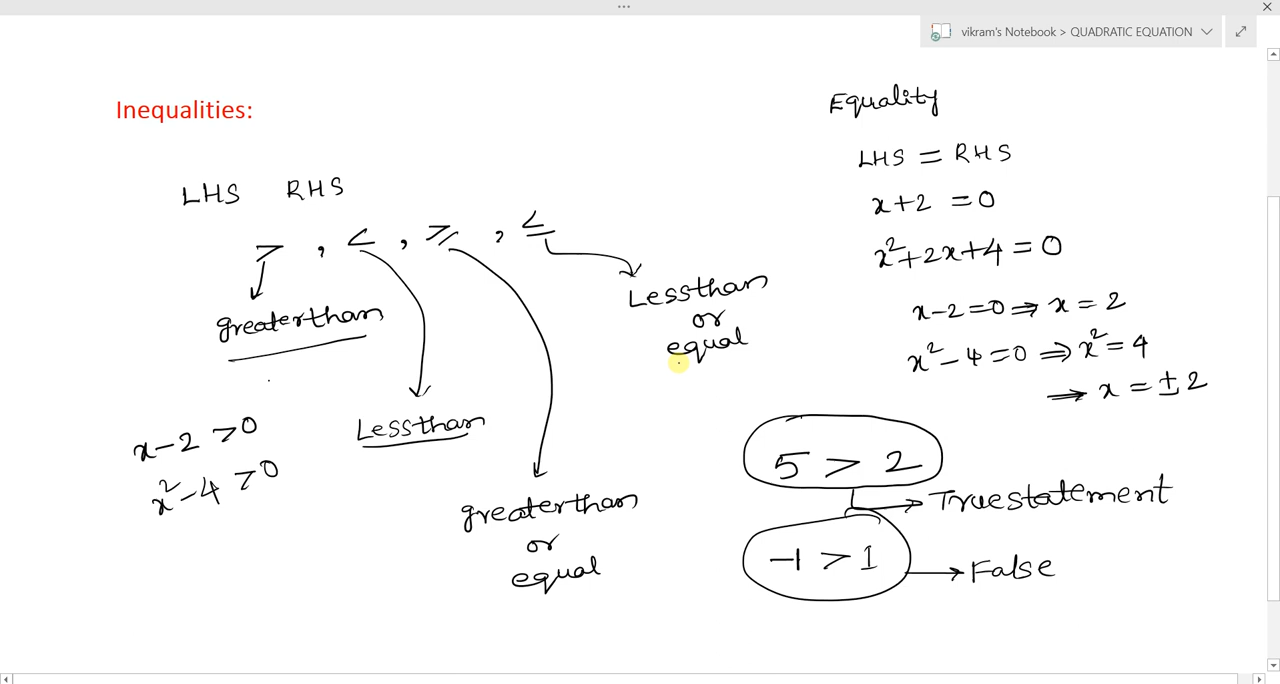 vikram's Notebook > QUADRATIC EQUATION
Inequalities:
LHS RHS
> , < , ≥ , ≤
greaterthan
Lessthan
greaterthan
or
equal
Lessthan
or
equal
x-2 >0
x²-4 >0
Equality
LHS = RHS
x+2 =0
x²+2x+4=0
x-2=0⇒x=2
x²-4=0 ⇒x²=4
⇒ x = ±2
5 > 2
Truestatement
-1 > 1
False